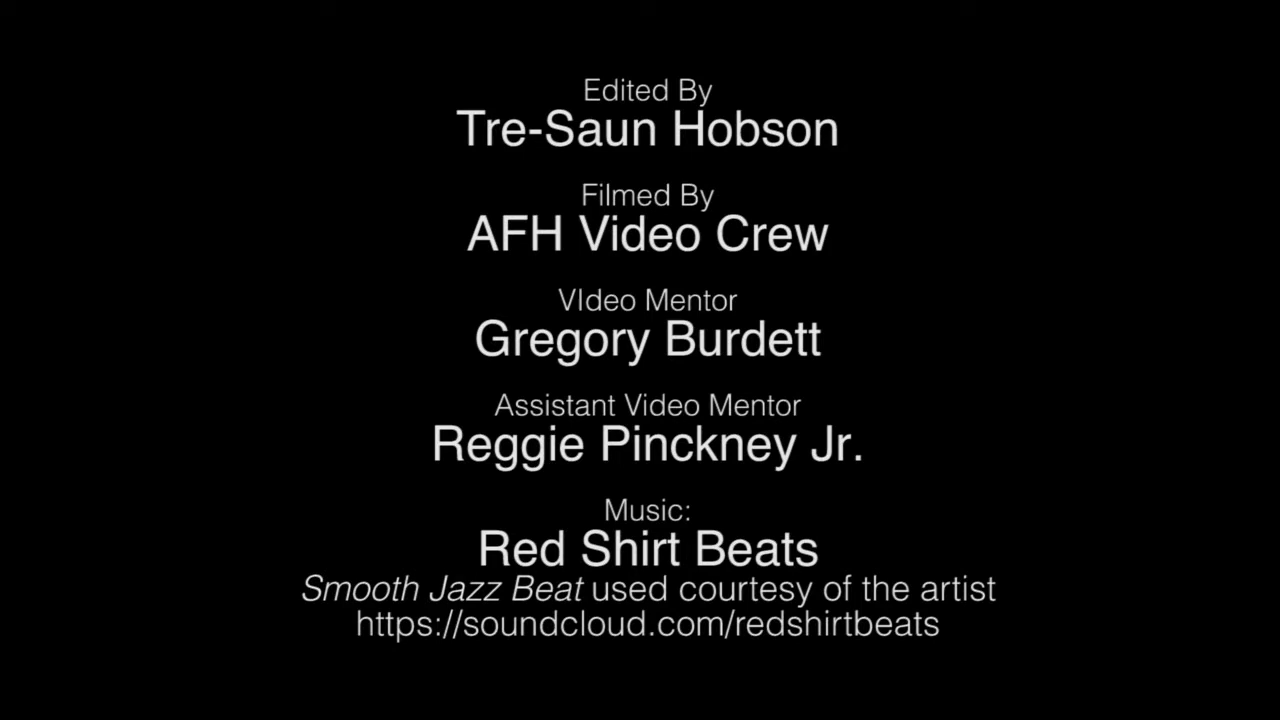 Edited By
Tre-Saun Hobson
Filmed By
AFH Video Crew
VIdeo Mentor
Gregory Burdett
Assistant Video Mentor
Reggie Pinckney Jr.
Music:
Red Shirt Beats
Smooth Jazz Beat used courtesy of the artist
https://soundcloud.com/redshirtbeats